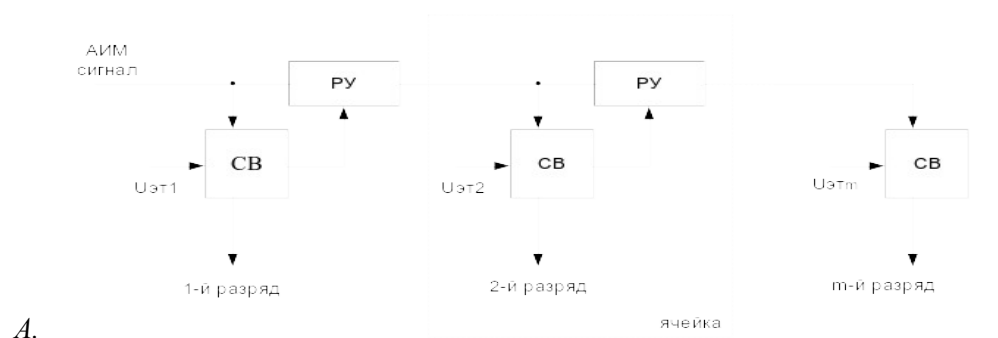 АИМ
сигнал
РУ
РУ
СВ
СВ
СВ
Uэт1
Uэт2
Uэтm
1-й разряд
2-й разряд
m-й разряд
ячейка
А.